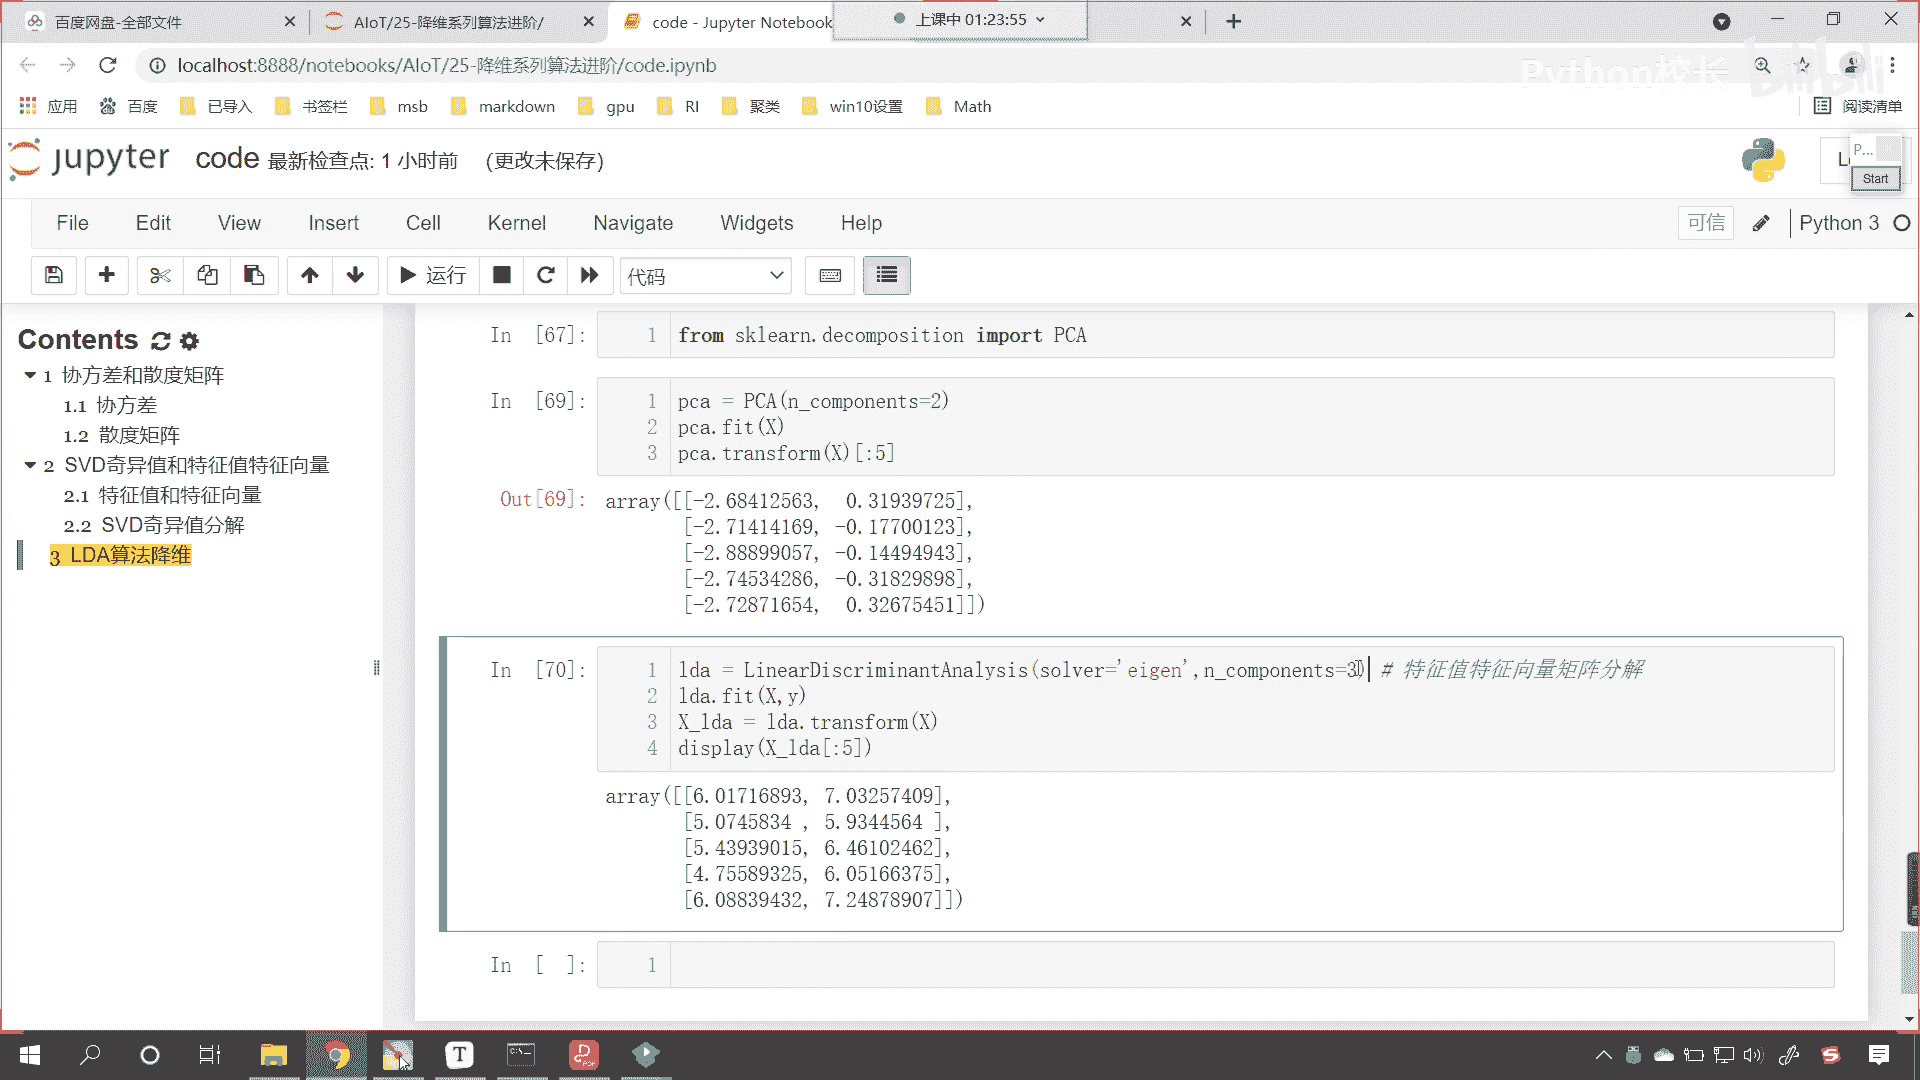 百度网盘-全部文件
AIoT/25-降维系列算法进阶/
code - Jupyter Notebook
上课中 01:23:55
localhost:8888/notebooks/AIoT/25-降维系列算法进阶/code.ipynb
Python校长
bilibili
应用 百度 已导入 书签栏 msb markdown gpu RI 聚类 win10设置 Math 阅读清单
jupyter code 最新检查点: 1 小时前 (更改未保存)
P...
Start
File Edit View Insert Cell Kernel Navigate Widgets Help 可信 Python 3
运行 代码
Contents
1 协方差和散度矩阵
1.1 协方差
1.2 散度矩阵
2 SVD奇异值和特征值特征向量
2.1 特征值和特征向量
2.2 SVD奇异值分解
3 LDA算法降维
In [67]: 1 from sklearn.decomposition import PCA
In [69]: 1 pca = PCA(n_components=2)
2 pca.fit(X)
3 pca.transform(X)[:5]
Out[69]: array([[-2.68412563, 0.31939725],
[-2.71414169, -0.17700123],
[-2.88899057, -0.14494943],
[-2.74534286, -0.31829898],
[-2.72871654, 0.32675451]])
In [70]: 1 lda = LinearDiscriminantAnalysis(solver='eigen',n_components=3) # 特征值特征向量矩阵分解
2 lda.fit(X,y)
3 X_lda = lda.transform(X)
4 display(X_lda[:5])
array([[6.01716893, 7.03257409],
[5.0745834 , 5.9344564 ],
[5.43939015, 6.46102462],
[4.75589325, 6.05166375],
[6.08839432, 7.24878907]])
In [ ]: 1